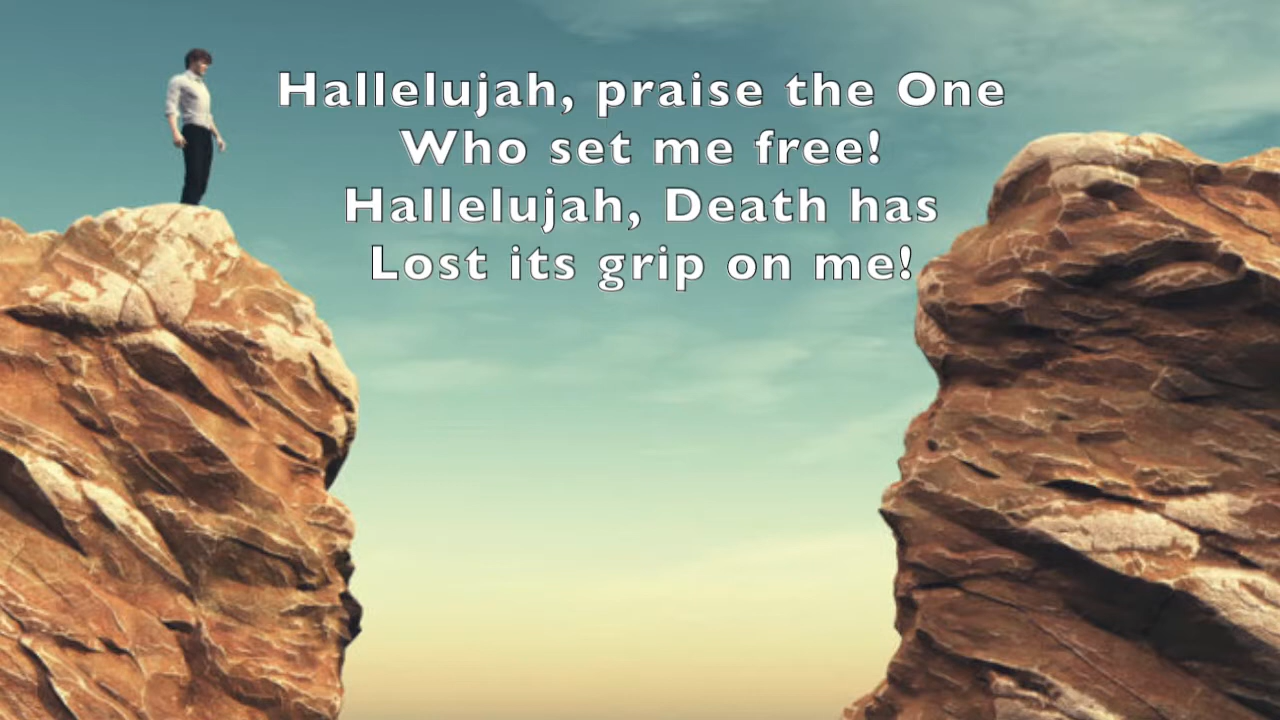 Hallelujah, praise the One
Who set me free!
Hallelujah, Death has
Lost its grip on me!